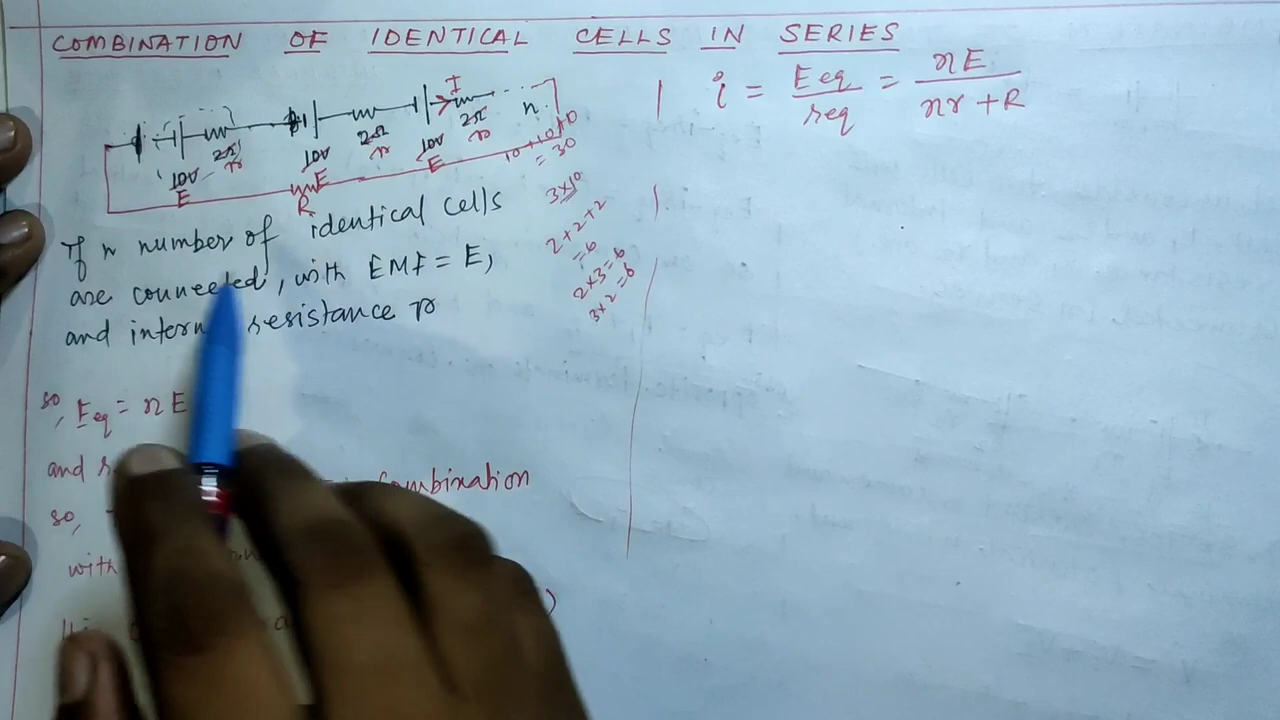 COMBINATION OF IDENTICAL CELLS IN SERIES
I
n
2Ω 10V 2Ω 10V 2Ω 10V
r E r E r E
R
10+10+10
= 30
3×10
2+2+2
=6
2×3=6
3×2=6
If n number of identical cells
are connected, with EMF = E,
and intern resistance r
so, Eeq = nE
and combination
so,
with
i = Eeq/req = nE/nr+R